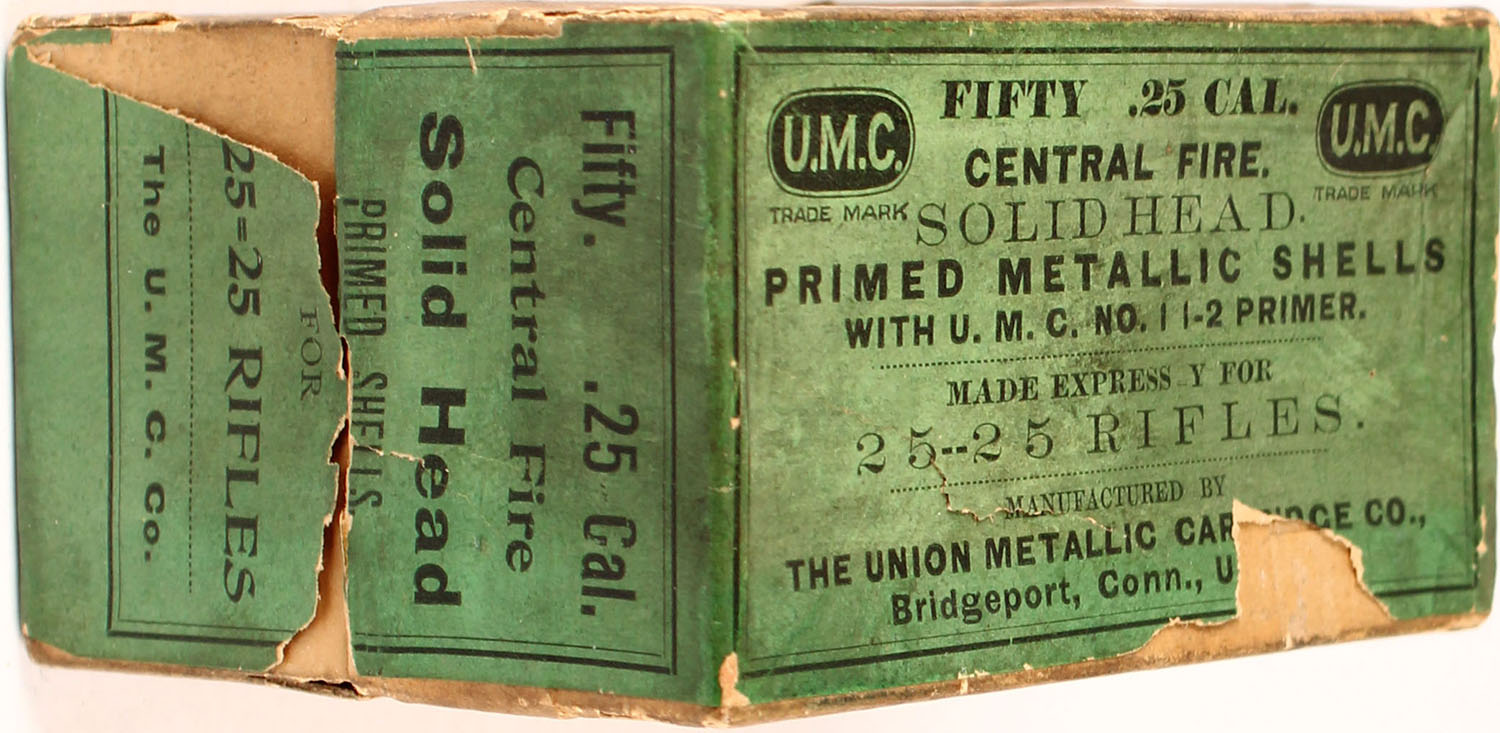 FIFTY .25 CAL.
U.M.C.
U.M.C.
CENTRAL FIRE.
TRADE MARK
TRADE MARK
SOLID HEAD.
PRIMED METALLIC SHELLS
WITH U. M. C. NO. 1 1-2 PRIMER.
MADE EXPRESS Y FOR
25--25 RIFLES.
MANUFACTURED BY
THE UNION METALLIC CAR DGE CO.,
Bridgeport, Conn., U
Fifty. .25 Cal.
Central Fire
Solid Head
PRIMED SHELLS
FOR
25=25 RIFLES
The U. M. C. Co.